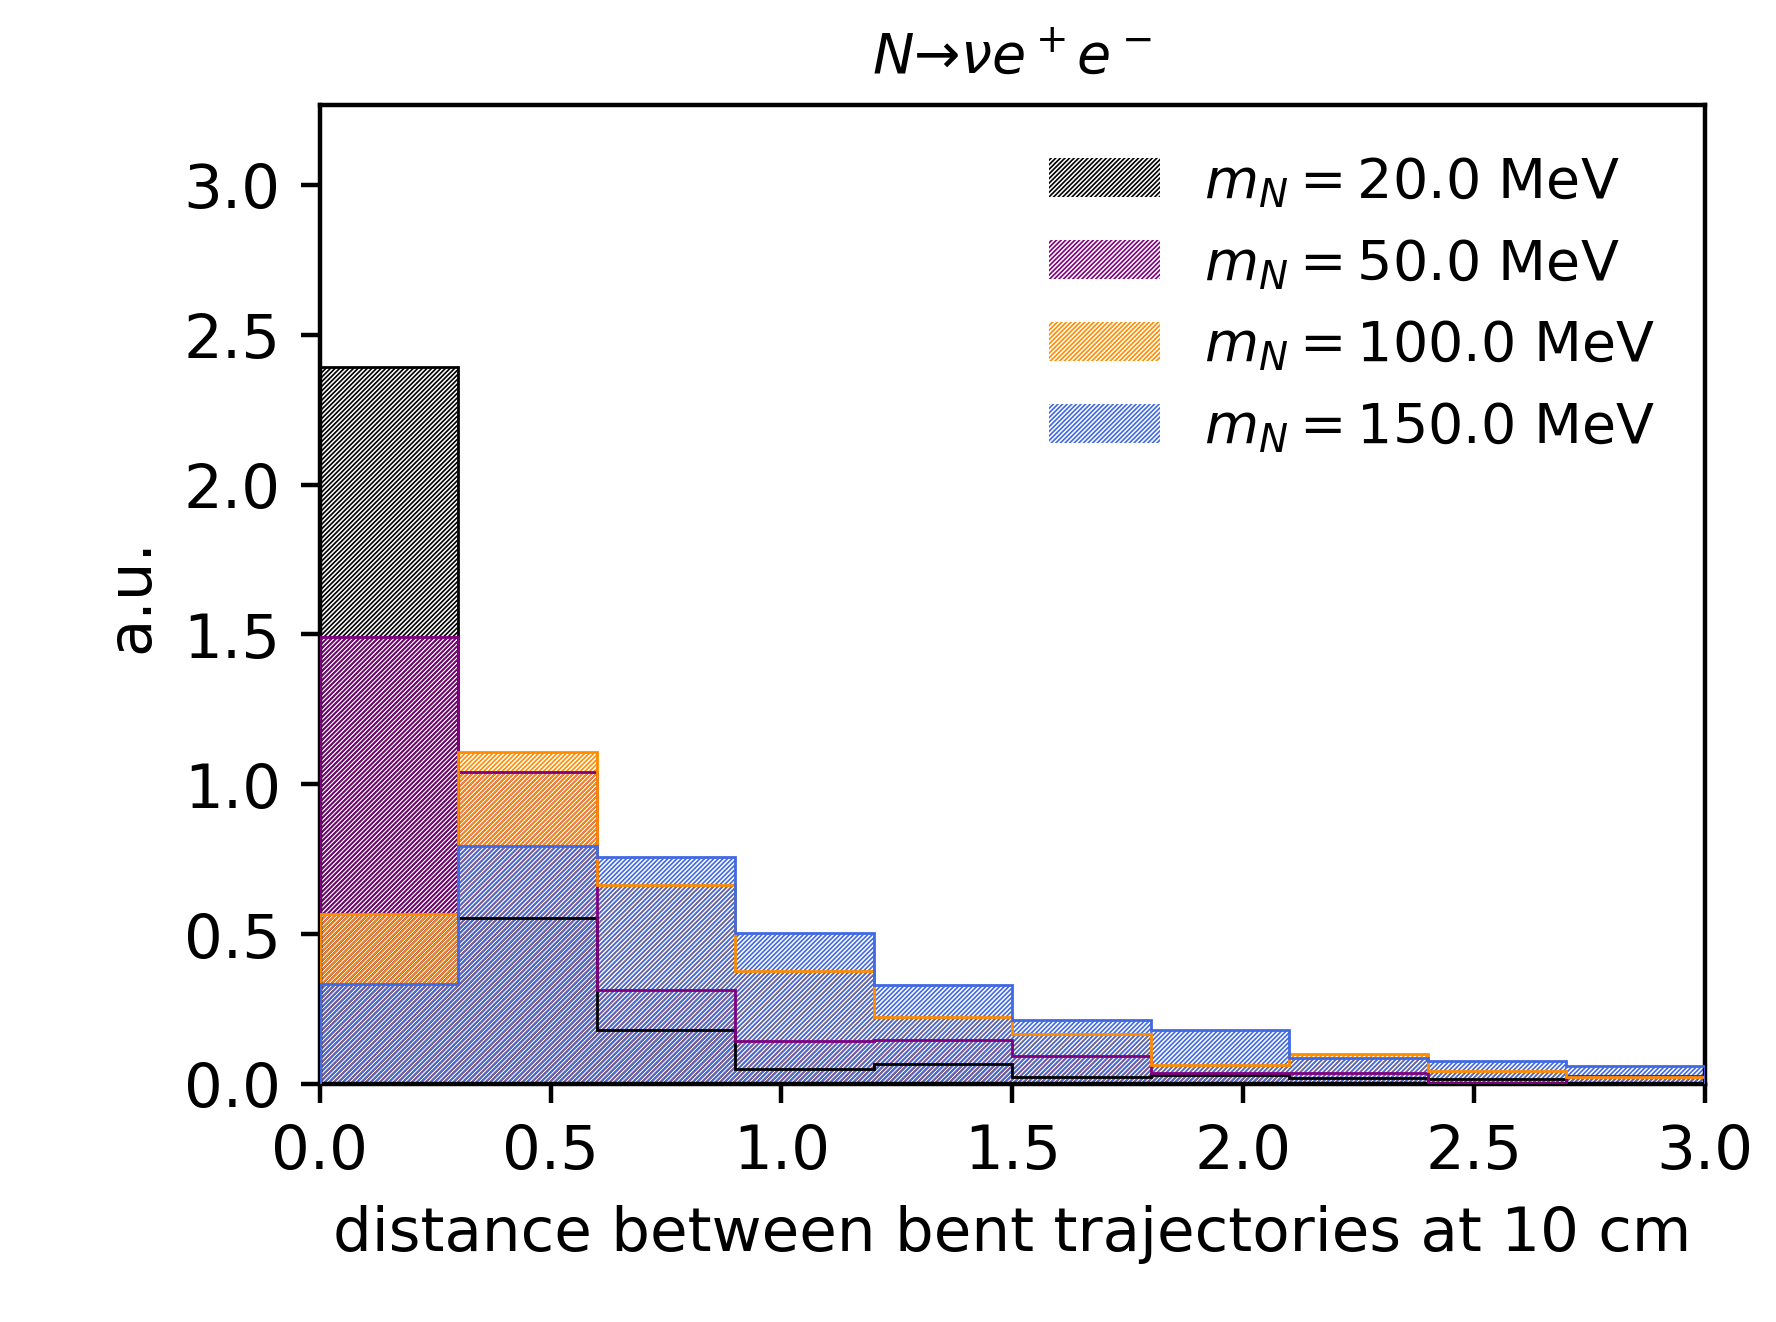 N→νe⁺e⁻
3.0
2.5
2.0
1.5
1.0
0.5
0.0
a.u.
m_N = 20.0 MeV
m_N = 50.0 MeV
m_N = 100.0 MeV
m_N = 150.0 MeV
0.0 0.5 1.0 1.5 2.0 2.5 3.0
distance between bent trajectories at 10 cm